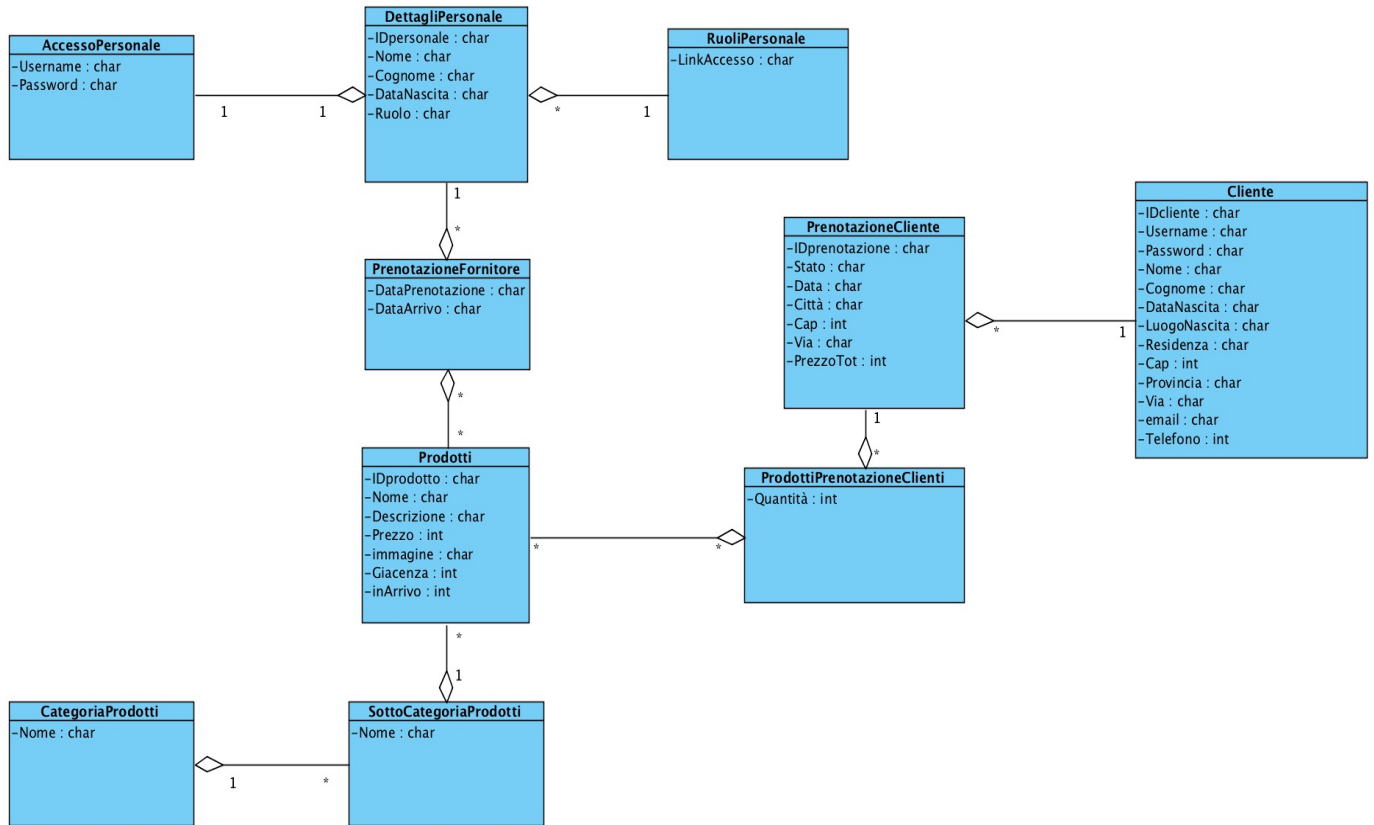 DettagliPersonale
-IDpersonale : char
-Nome : char
-Cognome : char
-DataNascita : char
-Ruolo : char
AccessoPersonale
-Username : char
-Password : char
RuoliPersonale
-LinkAccesso : char
1
1
*
1
1
*
PrenotazioneFornitore
-DataPrenotazione : char
-DataArrivo : char
*
*
Cliente
-IDcliente : char
-Username : char
-Password : char
-Nome : char
-Cognome : char
-DataNascita : char
-LuogoNascita : char
-Residenza : char
-Cap : int
-Provincia : char
-Via : char
-email : char
-Telefono : int
PrenotazioneCliente
-IDprenotazione : char
-Stato : char
-Data : char
-Città : char
-Cap : int
-Via : char
-PrezzoTot : int
*
1
1
*
Prodotti
-IDprodotto : char
-Nome : char
-Descrizione : char
-Prezzo : int
-immagine : char
-Giacenza : int
-inArrivo : int
ProdottiPrenotazioneClienti
-Quantità : int
*
*
*
1
CategoriaProdotti
-Nome : char
SottoCategoriaProdotti
-Nome : char
1
*